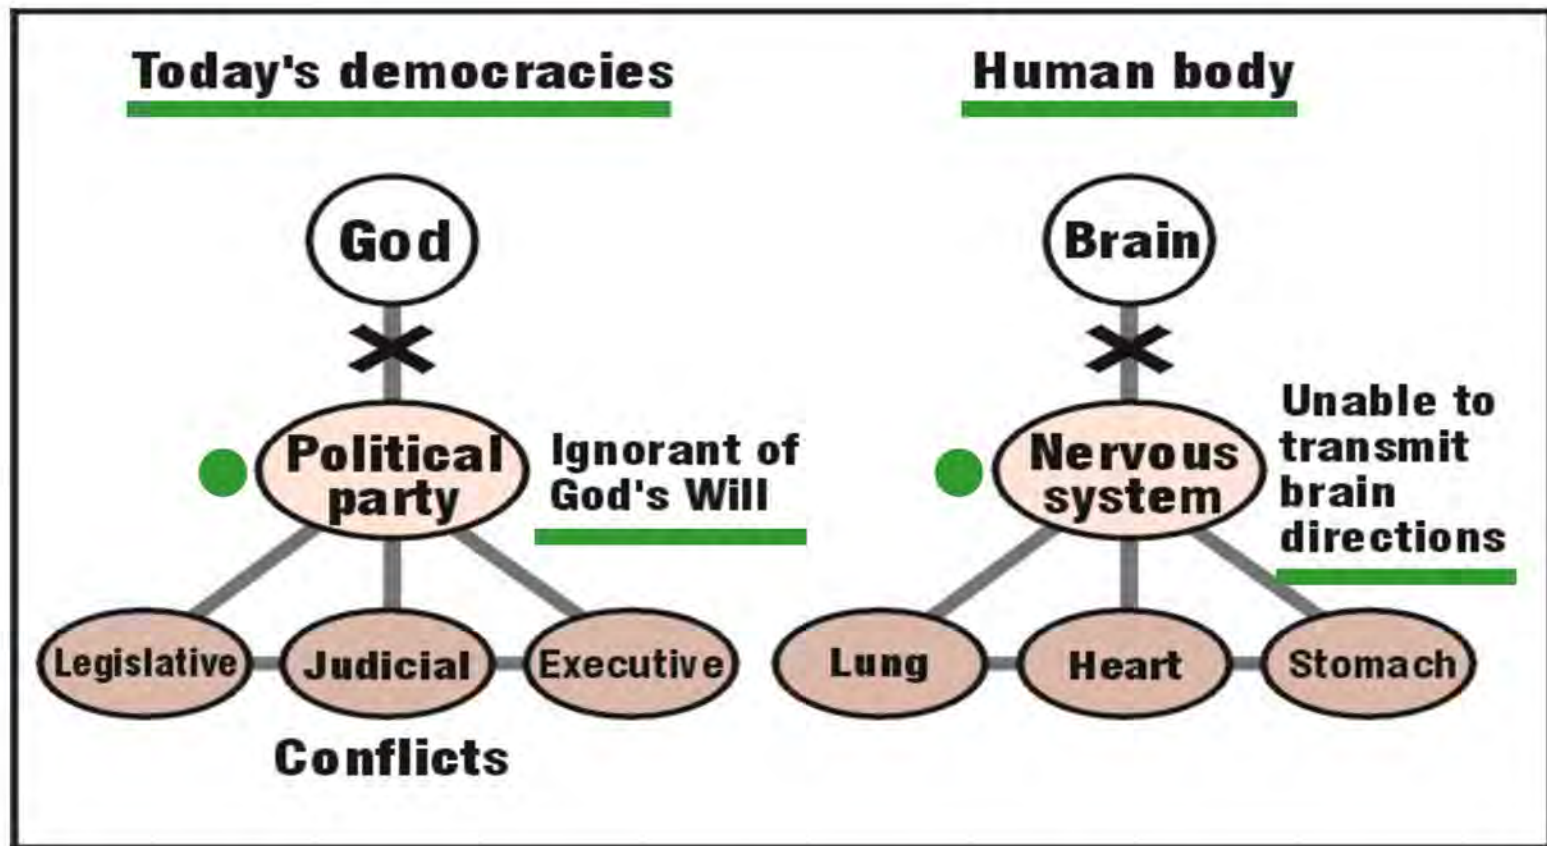 Today's democracies
God
Political
party
Ignorant of
God's Will
Legislative
Judicial
Executive
Conflicts
Human body
Brain
Nervous
system
Unable to
transmit
brain
directions
Lung
Heart
Stomach